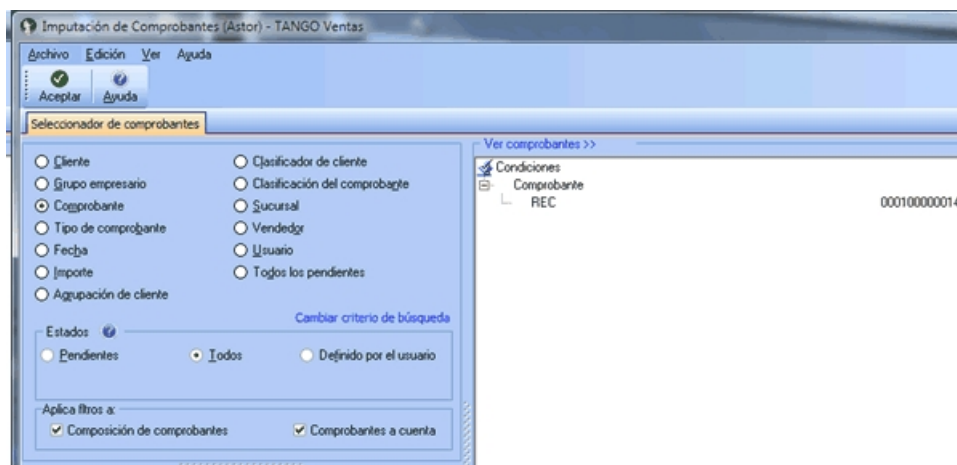 Imputación de Comprobantes (Astor) - TANGO Ventas
Archivo Edición Ver Ayuda
Aceptar Ayuda
Seleccionador de comprobantes
Cliente
Grupo empresario
Comprobante
Tipo de comprobante
Fecha
Importe
Agrupación de cliente
Clasificador de cliente
Clasificación del comprobante
Sucursal
Vendedor
Usuario
Todos los pendientes
Cambiar criterio de búsqueda
Estados
Pendientes Todos Definido por el usuario
Aplica filtros a:
Composición de comprobantes Comprobantes a cuenta
Ver comprobantes >>
Condiciones
Comprobante
REC 000100000014